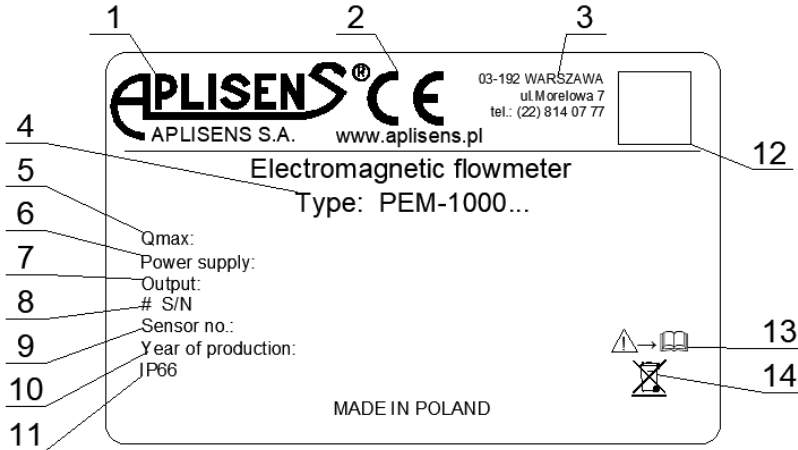 1
2
3
APLISENS®
CE
03-192 WARSZAWA
ul.Morelowa 7
tel.: (22) 814 07 77
4
APLISENS S.A.
www.aplisens.pl
12
Electromagnetic flowmeter
Type: PEM-1000...
5
Qmax:
6
Power supply:
7
Output:
8
# S/N
9
Sensor no.:
10
Year of production:
11
IP66
13
14
MADE IN POLAND